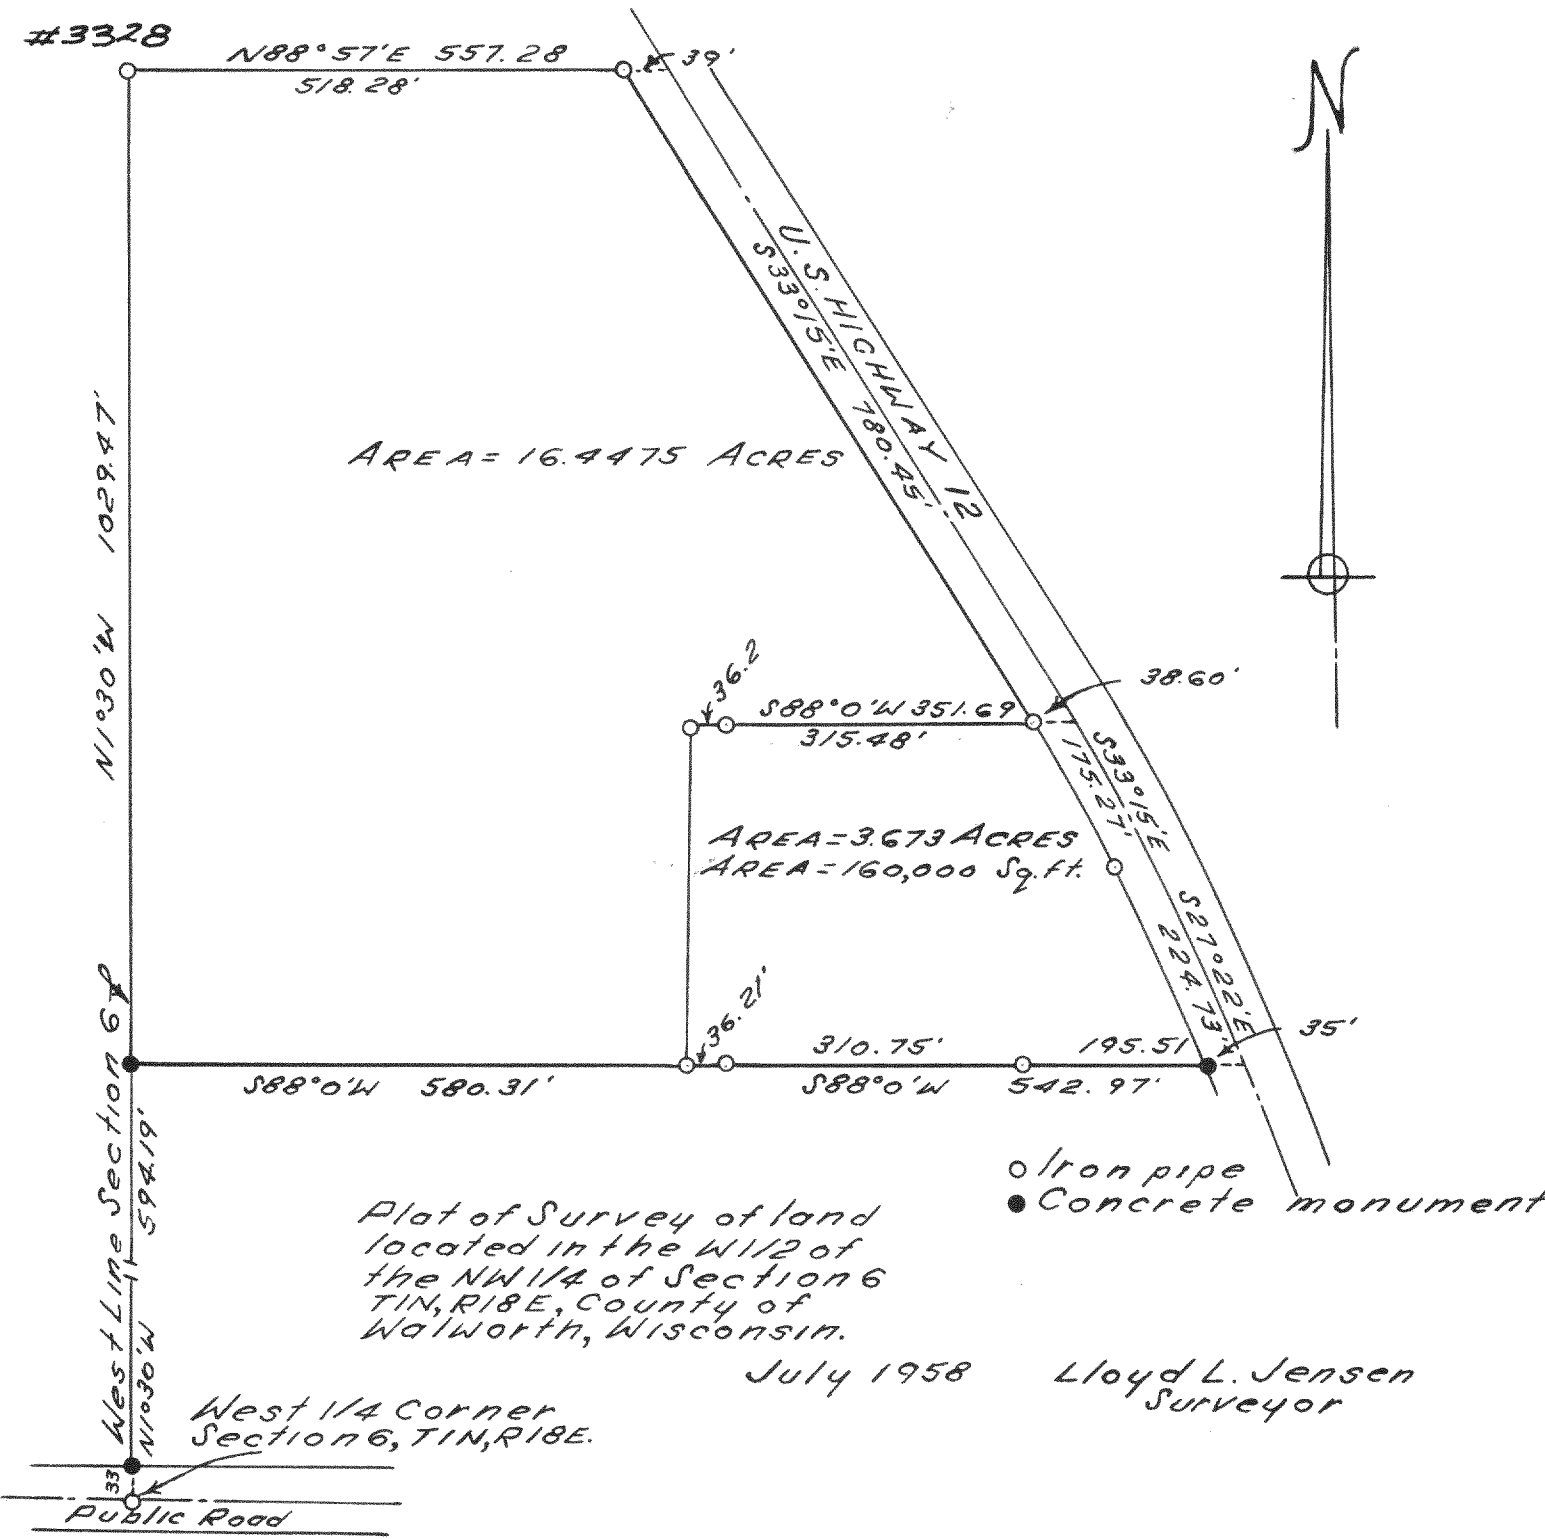 #3328
N88°57'E 557.28
518.28'
39'
N
U.S. HIGHWAY 12
S33°15'E 780.45'
N1°30'W 1029.47'
AREA = 16.4475 ACRES
36.2
S88°0'W 351.69
315.48'
38.60'
S33°15'E
175.27'
AREA = 3.673 ACRES
AREA = 160,000 Sq.ft.
S27°22'E
224.73'
36.21'
310.75'
195.51
35'
S88°0'W 580.31'
S88°0'W 542.97'
West Line Section 6
N1°30'W 594.19'
Iron pipe
Concrete monument
Plat of Survey of land
located in the W1/2 of
the NW1/4 of Section 6
T1N, R18E, County of
Walworth, Wisconsin.
July 1958
Lloyd L. Jensen
Surveyor
West 1/4 Corner
Section 6, T1N, R18E.
33
Public Road